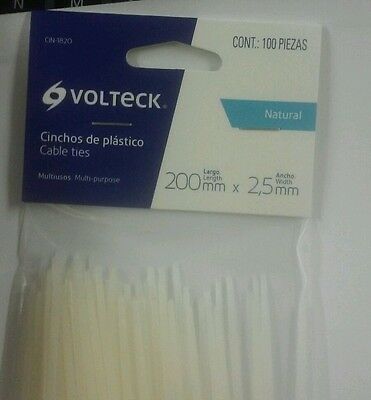 CIN-1820
CONT.: 100 PIEZAS
VOLTECK®
Natural
Cinchos de plástico
Cable ties
Multiusos. Multi-purpose
Largo Length Ancho Width
200mm x 2,5mm